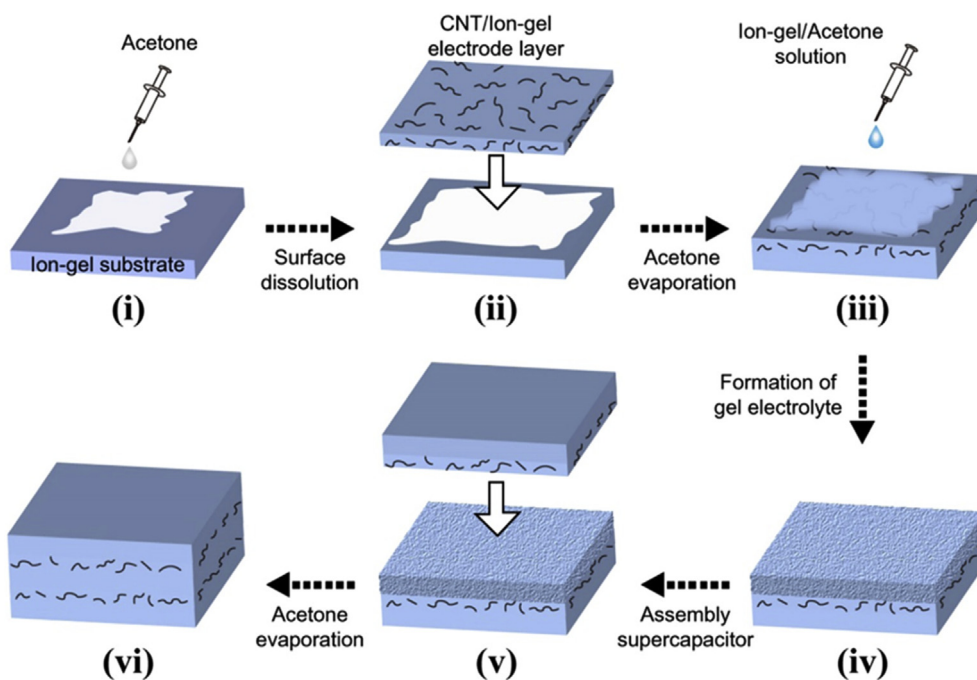 Acetone
CNT/Ion-gel
electrode layer
Ion-gel/Acetone
solution
Ion-gel substrate
Surface
dissolution
Acetone
evaporation
(i)
(ii)
(iii)
Formation of
gel electrolyte
Acetone
evaporation
Assembly
supercapacitor
(vi)
(v)
(iv)